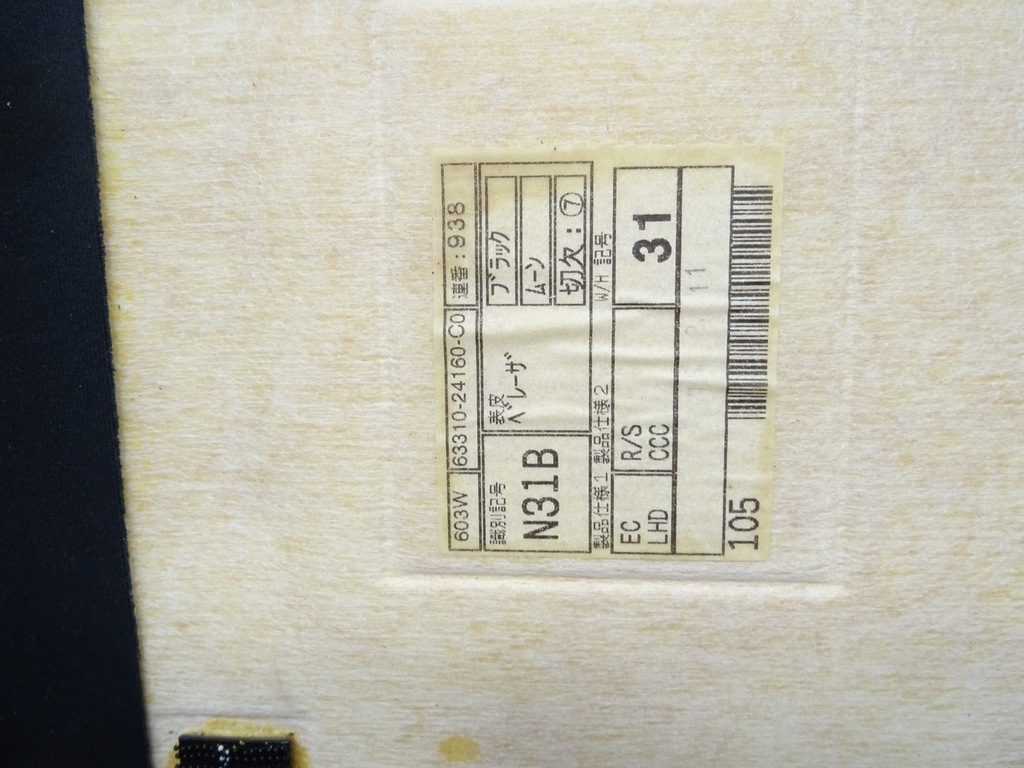 603W 63310-24160-C0 連番:938
識別記号 表皮 ブラック
N31B ベレーザ ムーン
切欠:⑦
製品仕様1 製品仕様2 W/H 記号
EC R/S 31
LHD CCC
105